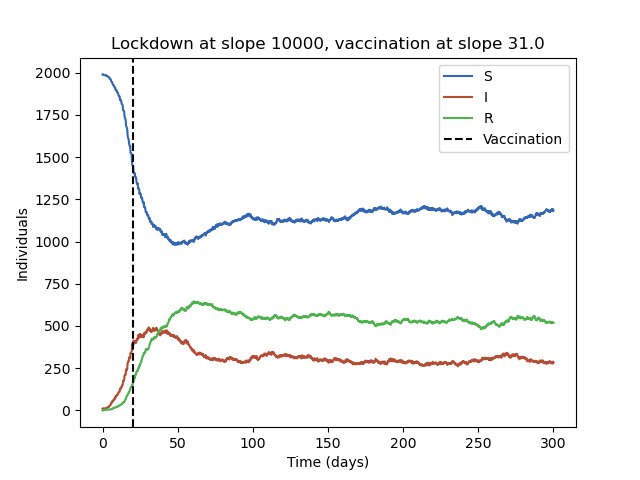 Lockdown at slope 10000, vaccination at slope 31.0
S
I
R
Vaccination
2000
1750
1500
1250
1000
750
500
250
0
Individuals
0 50 100 150 200 250 300
Time (days)